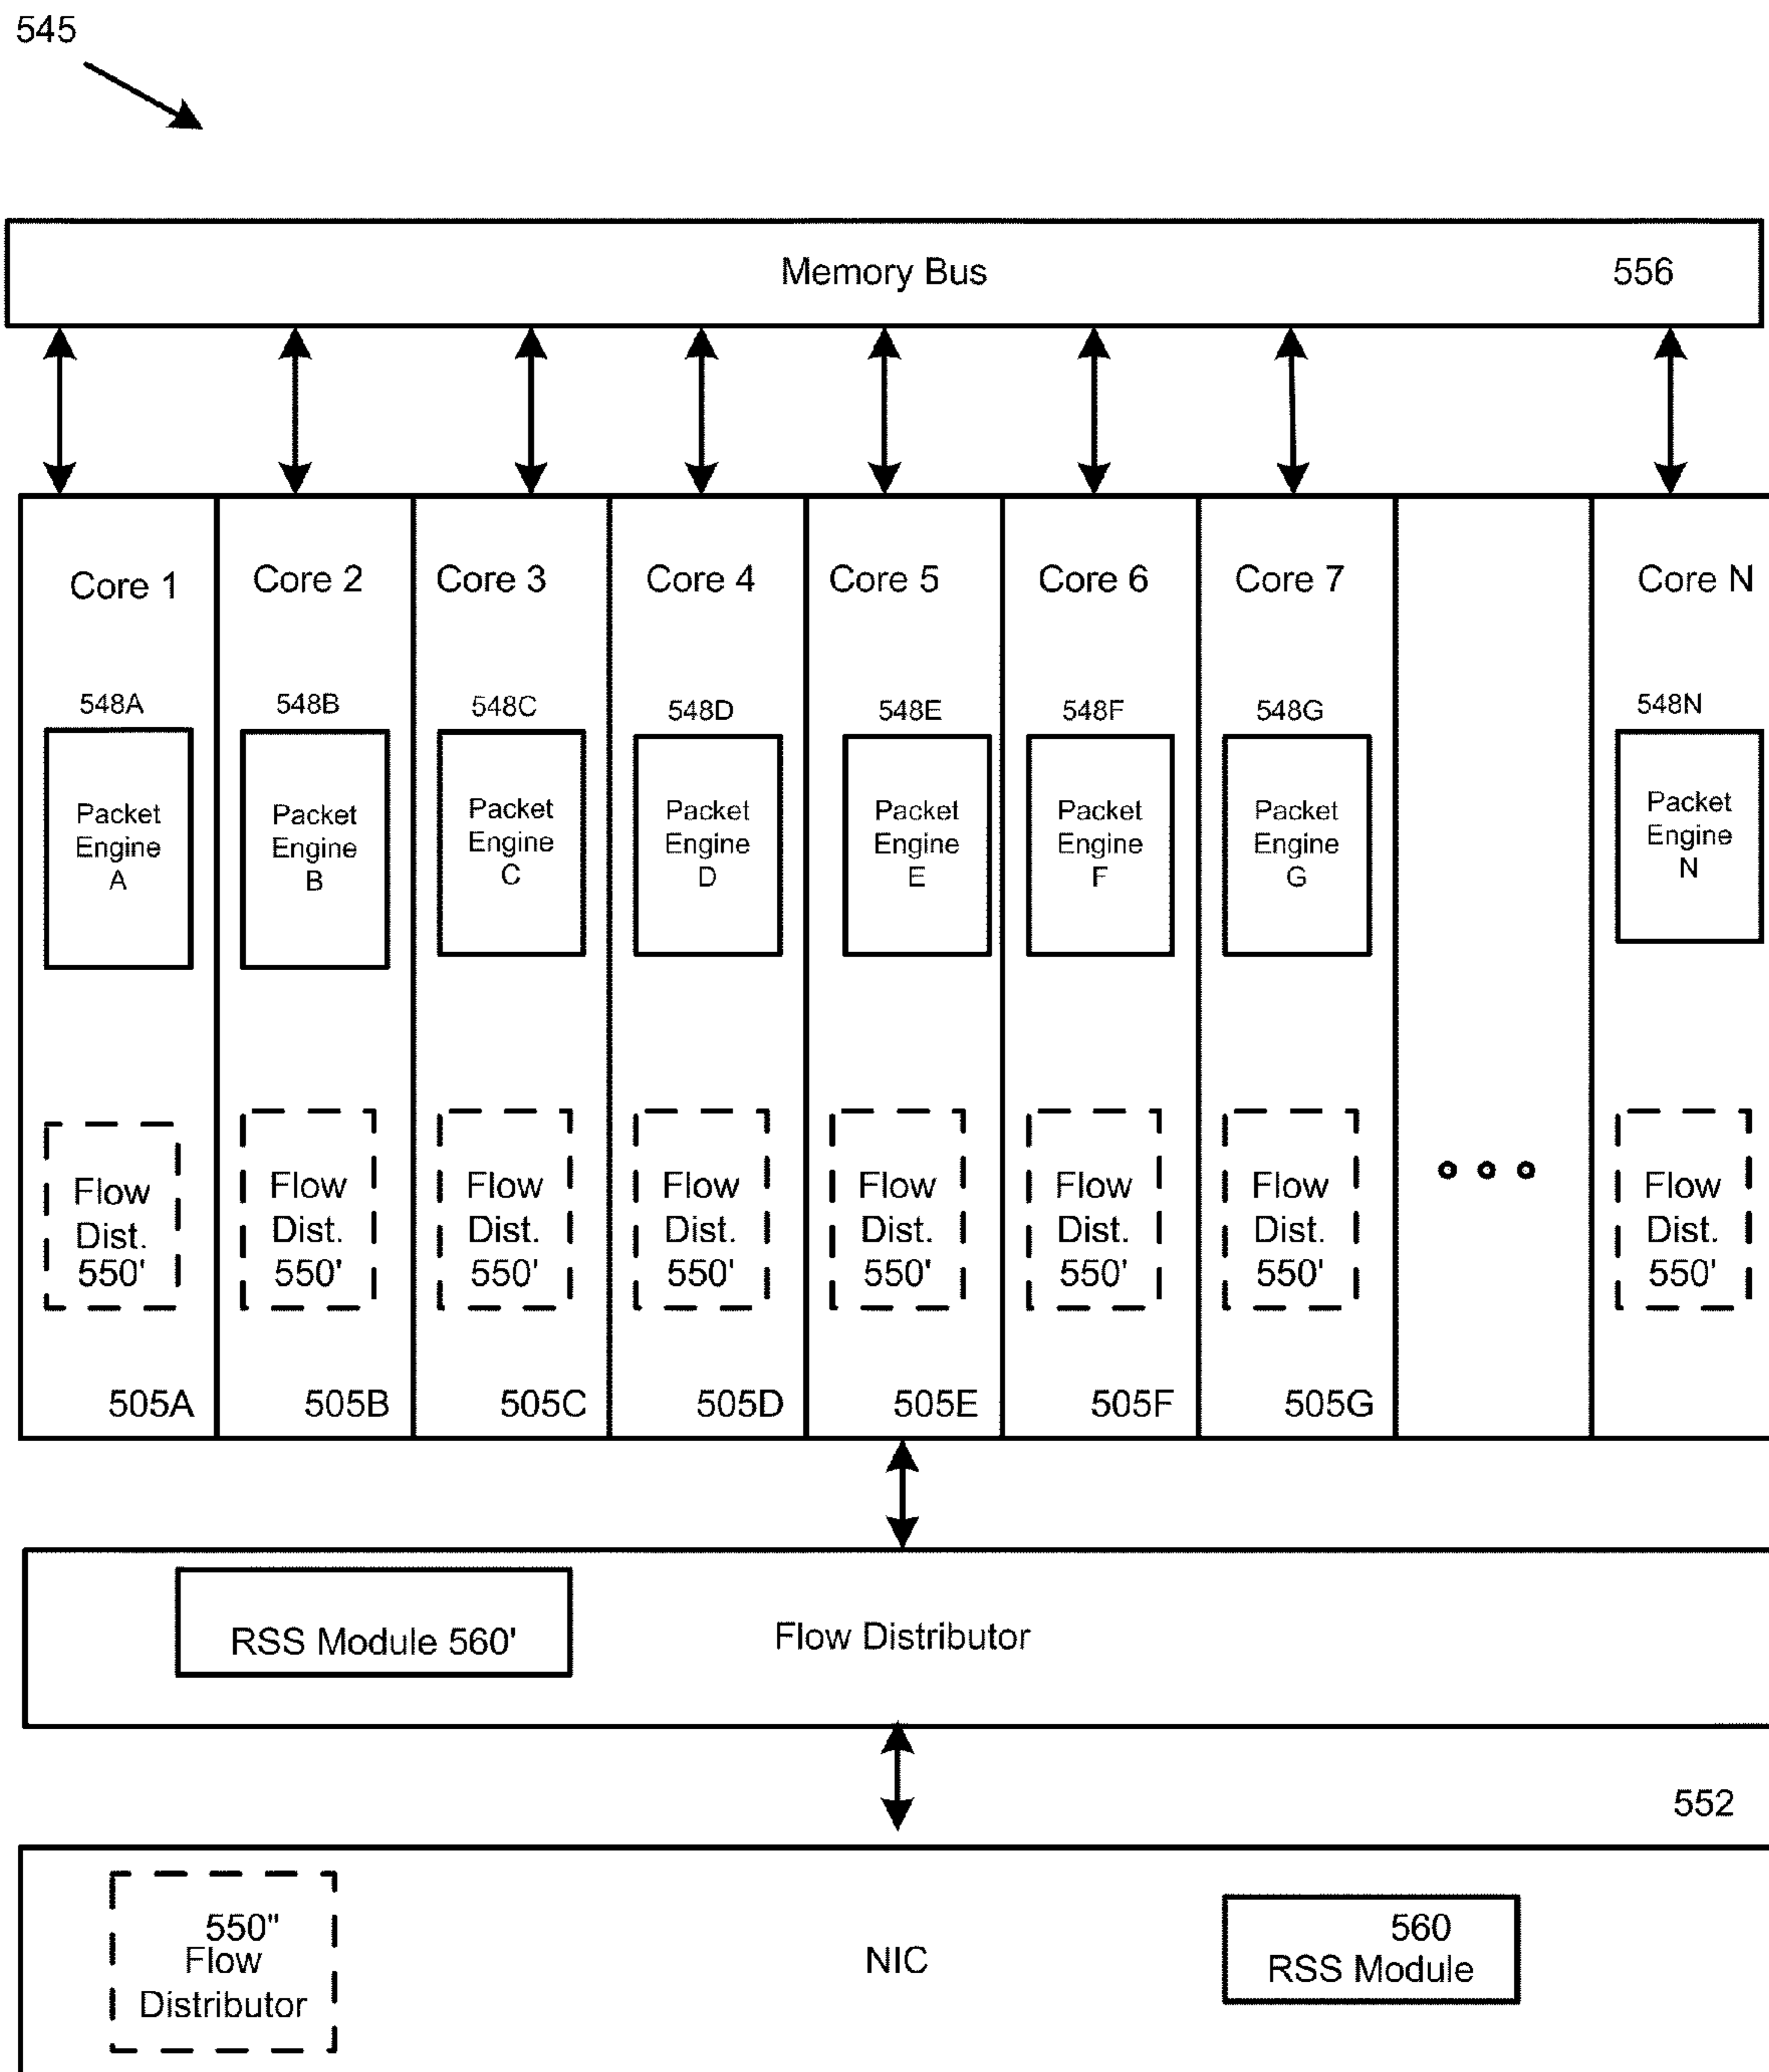 545
Memory Bus 556
Core 1 Core 2 Core 3 Core 4 Core 5 Core 6 Core 7 Core N
548A 548B 548C 548D 548E 548F 548G 548N
Packet
Engine
A
Packet
Engine
B
Packet
Engine
C
Packet
Engine
D
Packet
Engine
E
Packet
Engine
F
Packet
Engine
G
Packet
Engine
N
Flow
Dist.
550'
Flow
Dist.
550'
Flow
Dist.
550'
Flow
Dist.
550'
Flow
Dist.
550'
Flow
Dist.
550'
Flow
Dist.
550'
Flow
Dist.
550'
505A 505B 505C 505D 505E 505F 505G
RSS Module 560' Flow Distributor
552
550"
Flow
Distributor
NIC
560
RSS Module